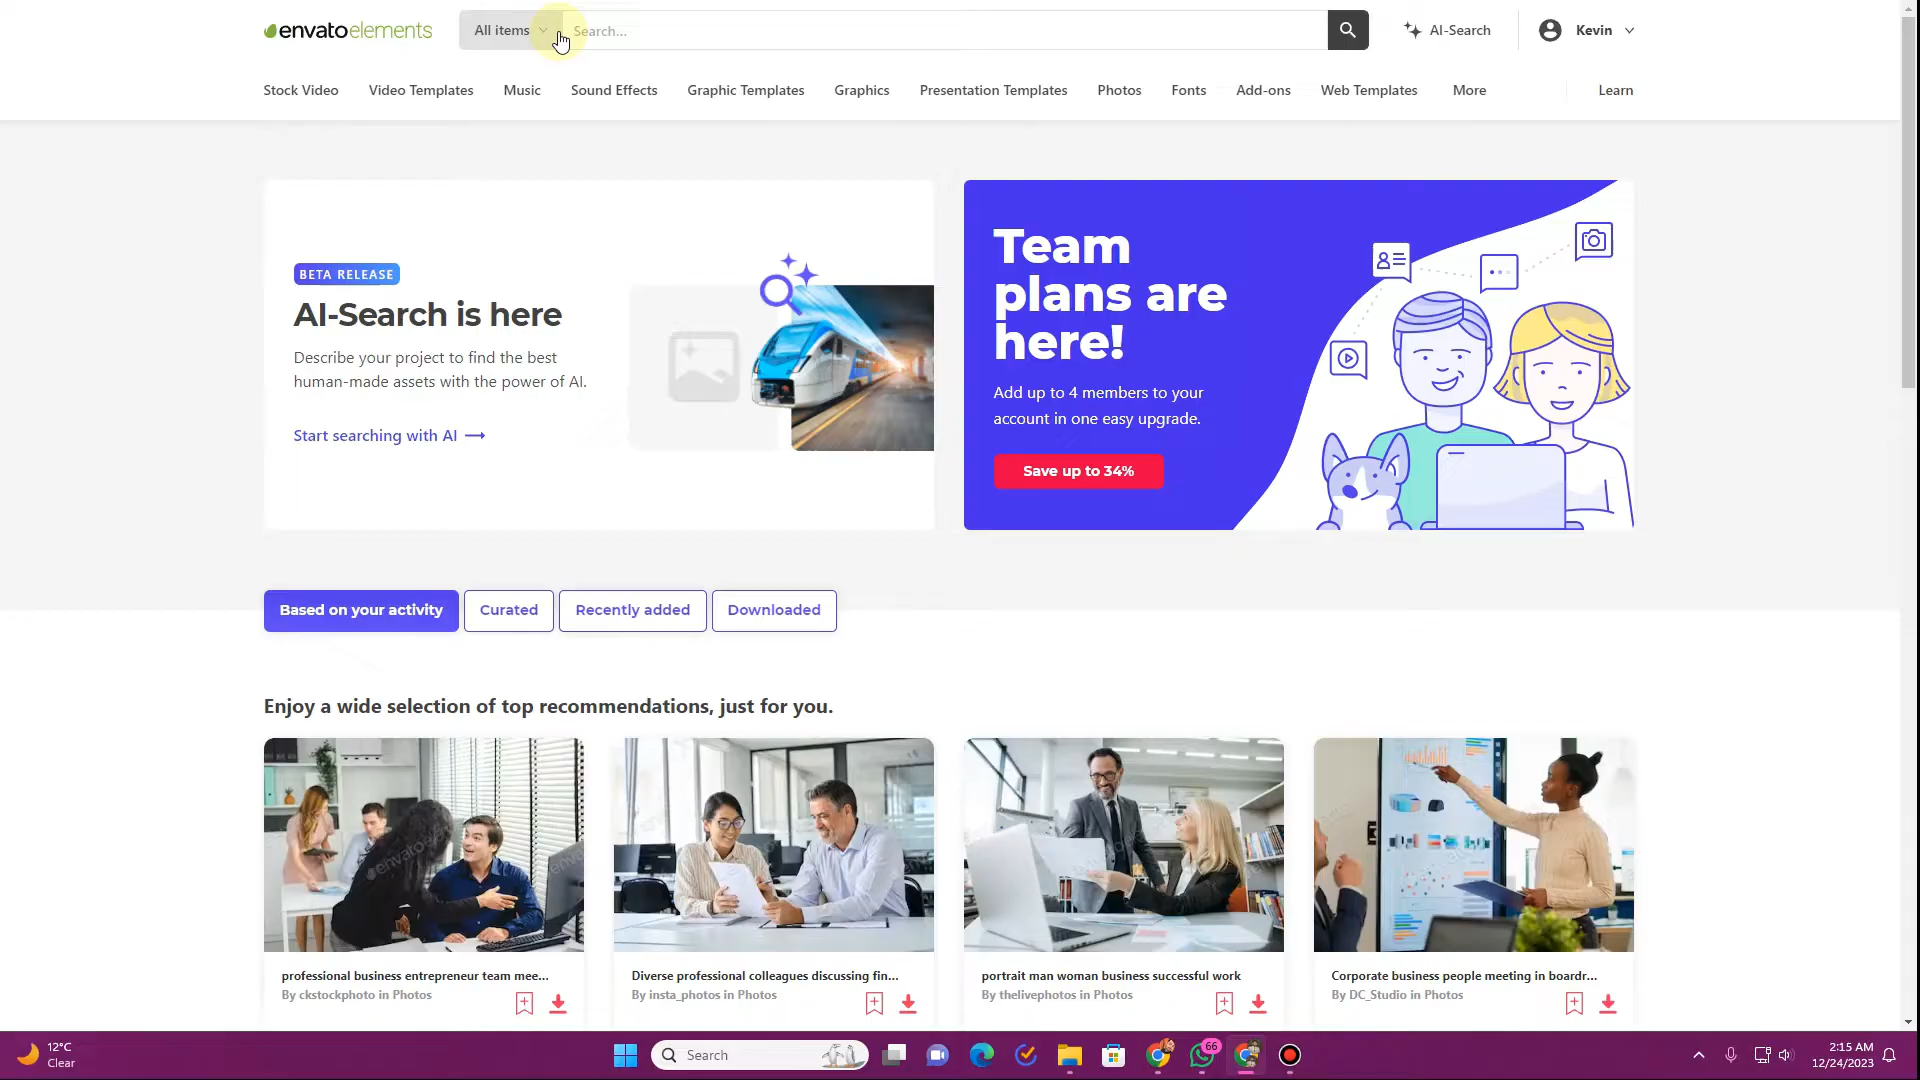 envatoelements
All items
Search...
AI-Search
Kevin
Stock Video
Video Templates
Music
Sound Effects
Graphic Templates
Graphics
Presentation Templates
Photos
Fonts
Add-ons
Web Templates
More
Learn
BETA RELEASE
AI-Search is here
Describe your project to find the best
human-made assets with the power of AI.
Start searching with AI
Team
plans are
here!
Add up to 4 members to your
account in one easy upgrade.
Save up to 34%
Based on your activity
Curated
Recently added
Downloaded
Enjoy a wide selection of top recommendations, just for you.
professional business entrepreneur team mee...
By ckstockphoto in Photos
Diverse professional colleagues discussing fin...
By insta_photos in Photos
portrait man woman business successful work
By thelivephotos in Photos
Corporate business people meeting in boardr...
By DC_Studio in Photos
12°C
Clear
Search
66
2:15 AM
12/24/2023